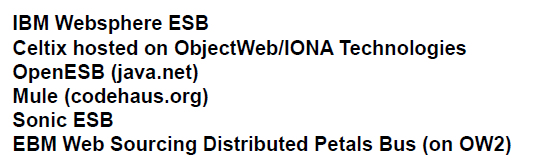 IBM Websphere ESB
Celtix hosted on ObjectWeb/IONA Technologies
OpenESB (java.net)
Mule (codehaus.org)
Sonic ESB
EBM Web Sourcing Distributed Petals Bus (on OW2)